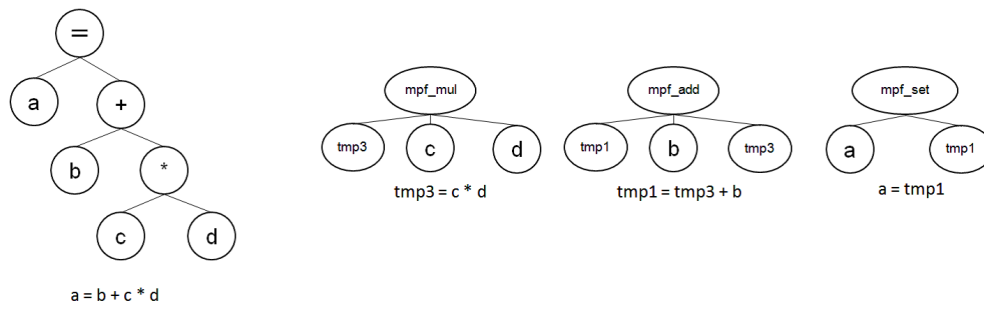 =
a
+
b
*
c
d
a = b + c * d
mpf_mul
tmp3
c
d
tmp3 = c * d
mpf_add
tmp1
b
tmp3
tmp1 = tmp3 + b
mpf_set
a
tmp1
a = tmp1